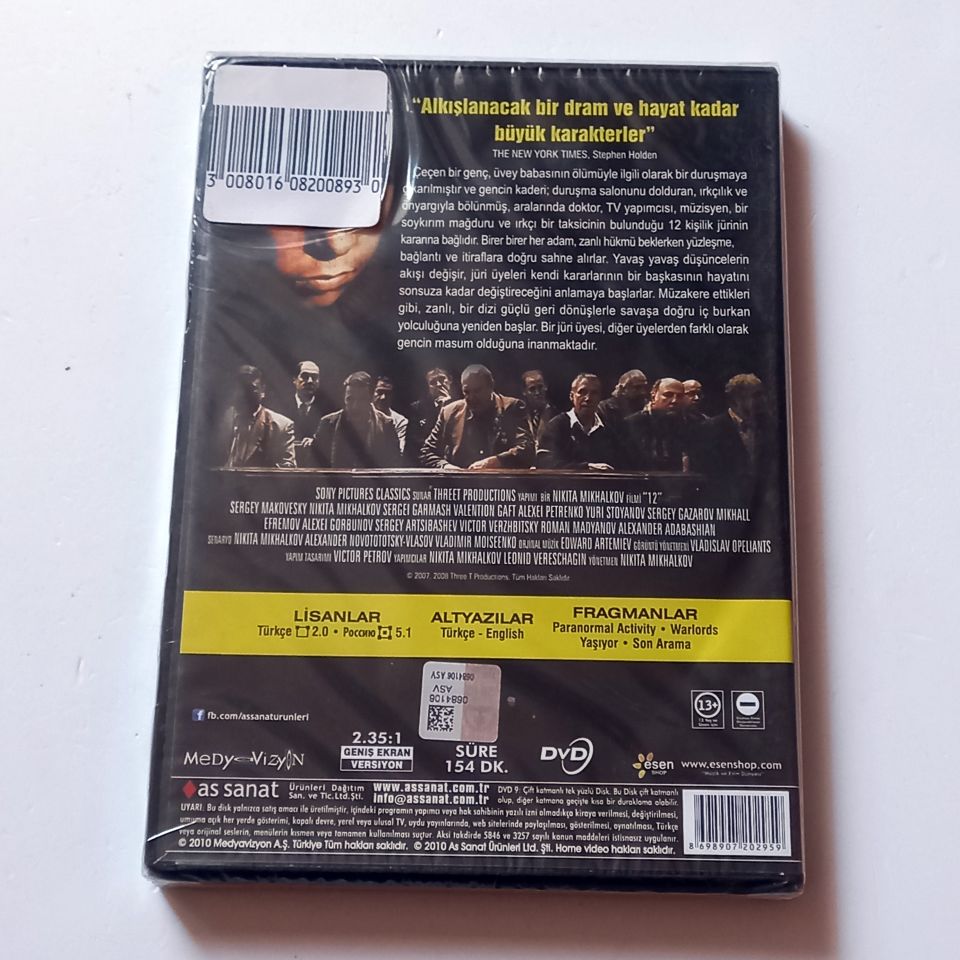 3 008016 08200893 0
“Alkışlanacak bir dram ve hayat kadar
büyük karakterler”
THE NEW YORK TIMES, Stephen Holden
Çeçen bir genç, üvey babasının ölümüyle ilgili olarak bir duruşmaya
çıkarılmıştır ve gencin kaderi; duruşma salonunu dolduran, ırkçılık ve
önyargıyla bölünmüş, aralarında doktor, TV yapımcısı, müzisyen, bir
soykırım mağduru ve ırkçı bir taksicinin bulunduğu 12 kişilik jürinin
kararına bağlıdır. Birer birer her adam, zanlı hükmü beklerken yüzleşme,
bağlantı ve itiraflara doğru sahne alırlar. Yavaş yavaş düşüncelerin
akışı değişir, jüri üyeleri kendi kararlarının bir başkasının hayatını
sonsuza kadar değiştireceğini anlamaya başlarlar. Müzakere ettikleri
gibi, zanlı, bir dizi güçlü geri dönüşlerle savaşa doğru iç burkan
yolculuğuna yeniden başlar. Bir jüri üyesi, diğer üyelerden farklı olarak
gencin masum olduğuna inanmaktadır.
SONY PICTURES CLASSICS SUNAR THREET PRODUCTIONS YAPIMI BİR NIKITA MIKHALKOV FİLMİ "12"
SERGEY MAKOVESKY NIKITA MIKHALKOV SERGEI GARMASH VALENTION GAFT ALEXEI PETRENKO YURI STOYANOV SERGEY GAZAROV MIKHALL
EFREMOV ALEXEI GORBUNOV SERGEY ARTSIBASHEV VICTOR VERZHBITSKY ROMAN MADYANOV ALEXANDER ADABASHIAN
SENARYO NIKITA MIKHALKOV ALEXANDER NOVOTOTOTSKY-VLASOV VLADIMIR MOISEENKO ORJİNAL MÜZİK EDWARD ARTEMIEV GÖRÜNTÜ YÖNETMENİ VLADISLAV OPELIANTS
YAPIM TASARIMI VICTOR PETROV YAPIMCILAR NIKITA MIKHALKOV LEONID VERESCHAGIN YÖNETMEN NIKITA MIKHALKOV
© 2007, 2008 Three T Productions. Tüm Hakları Saklıdır.
LİSANLAR
Türkçe 2.0 • Россию 5.1
ALTYAZILAR
Türkçe - English
FRAGMANLAR
Paranormal Activity • Warlords
Yaşıyor • Son Arama
0684106 ASV
ASV
0684106
fb.com/assanaturunleri
13+
MeDyaVizyon
2.35:1
GENİŞ EKRAN
VERSİYON
SÜRE
154 DK.
DVD
esen
SHOP
www.esenshop.com
as sanat
Ürünleri Dağıtım
San. ve Tic.Ltd.Şti.
www.assanat.com.tr
info@assanat.com.tr
DVD 9: Çift katmanlı tek yüzlü Disk. Bu Disk çift katmanlı
olup, diğer katmana geçişte kısa bir duraklama olabilir.
UYARI. Bu disk yalnızca satış amacı ile üretilmiştir, içindeki programın yapımcı veya hak sahibinin yazılı izni olmadıkça kiraya verilmesi, değiştirilmesi,
umuma açık her yerde gösterimi, kapalı devre, yerel veya ulusal TV, uydu yayınlarında, web sitelerinde paylaşılması, gösterilmesi, oynatılması, Türkçe
veya orijinal seslerin, menülerin kısmen veya tamamen kullanılması suçtur. Aksi takdirde 5846 ve 3257 sayılı kanun maddeleri istisnasız uygulanır.
© 2010 Medyavizyon A.Ş. Türkiye Tüm hakları saklıdır. © 2010 As Sanat Ürünleri Ltd. Şti. Home video hakları saklıdır.
8 698907 202959